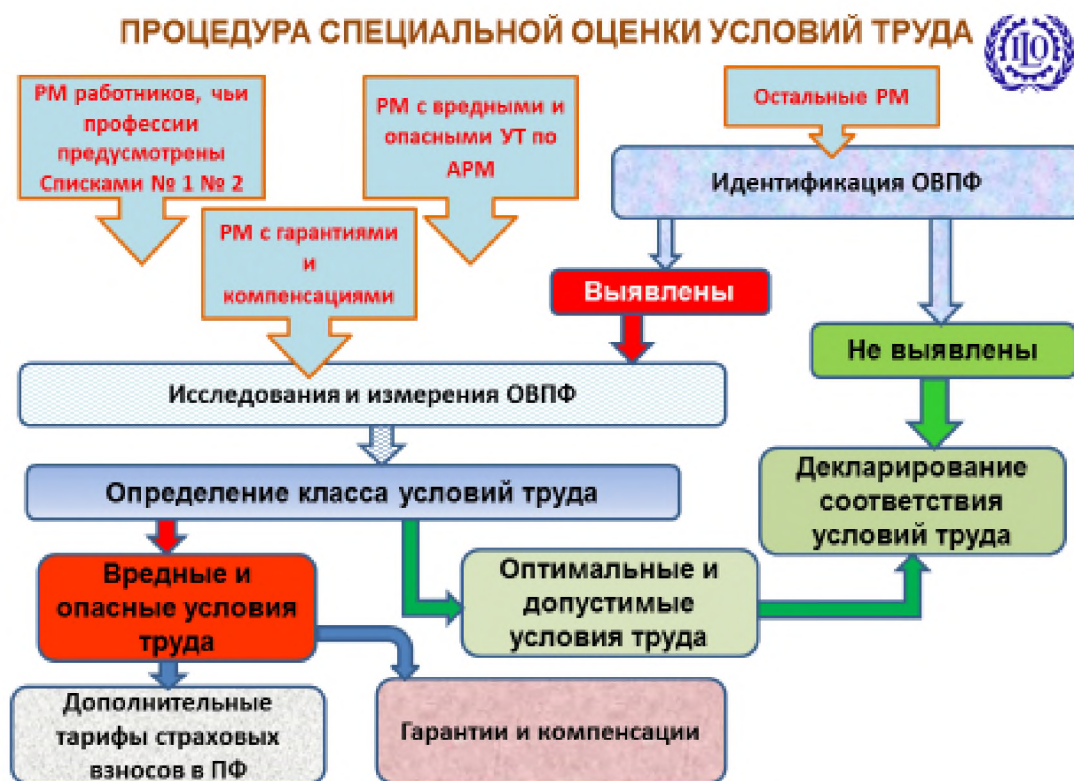 ПРОЦЕДУРА СПЕЦИАЛЬНОЙ ОЦЕНКИ УСЛОВИЙ ТРУДА
ILO
РМ работников, чьи
профессии
предусмотрены
Списками № 1 № 2
РМ с вредными и
опасными УТ по
АРМ
Остальные РМ
Идентификация ОВПФ
РМ с гарантиями
и
компенсациями
Выявлены
Не выявлены
Исследования и измерения ОВПФ
Определение класса условий труда
Декларирование
соответствия
условий труда
Вредные и
опасные условия
труда
Оптимальные и
допустимые
условия труда
Дополнительные
тарифы страховых
взносов в ПФ
Гарантии и компенсации